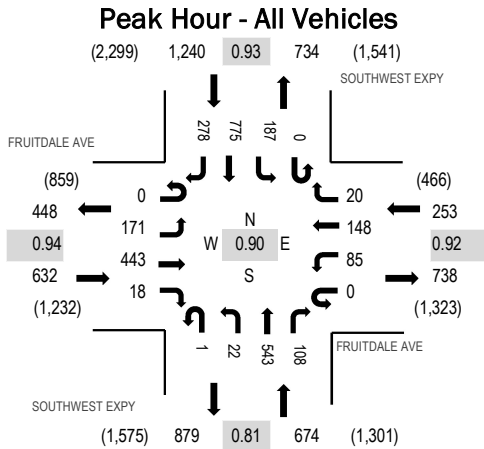 Peak Hour - All Vehicles
(2,299) 1,240 0.93 734 (1,541)
SOUTHWEST EXPY
278 775 187 0
FRUITDALE AVE
(859) (466)
0 20
448 253
171 148
N
0.94 W 0.90 E 0.92
443 85
S
632 738
18 0
(1,232) (1,323)
1 22 543 108
FRUITDALE AVE
SOUTHWEST EXPY
(1,575) 879 0.81 674 (1,301)